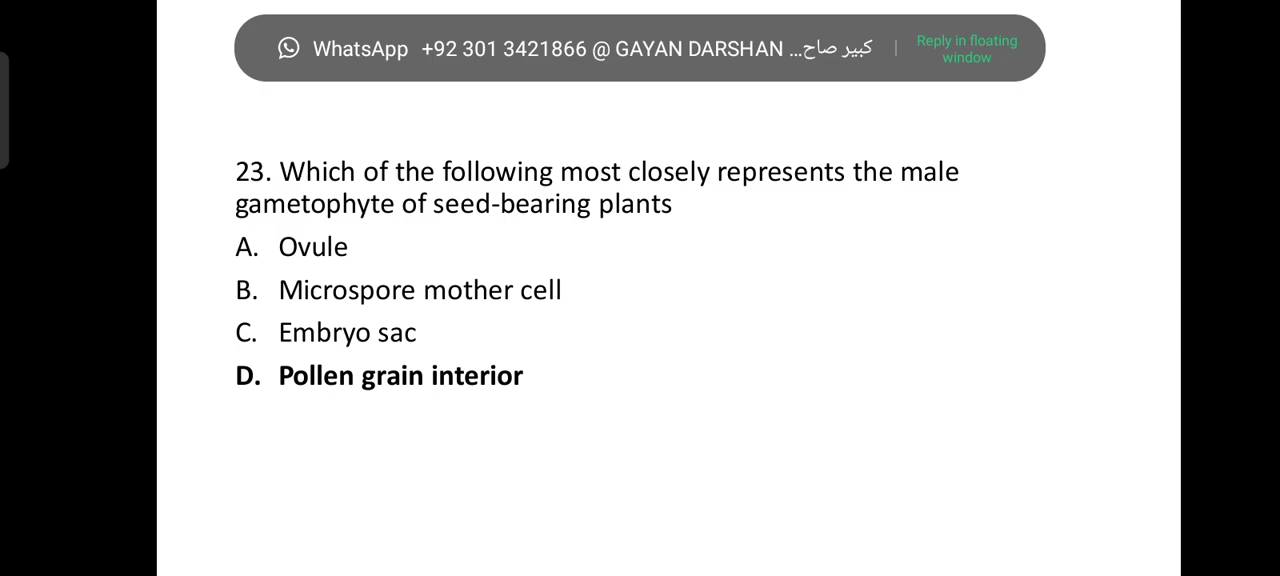 WhatsApp +92 301 3421866 @ GAYAN DARSHAN ...كبير صاح | Reply in floating window
23. Which of the following most closely represents the male
gametophyte of seed-bearing plants
A. Ovule
B. Microspore mother cell
C. Embryo sac
D. Pollen grain interior